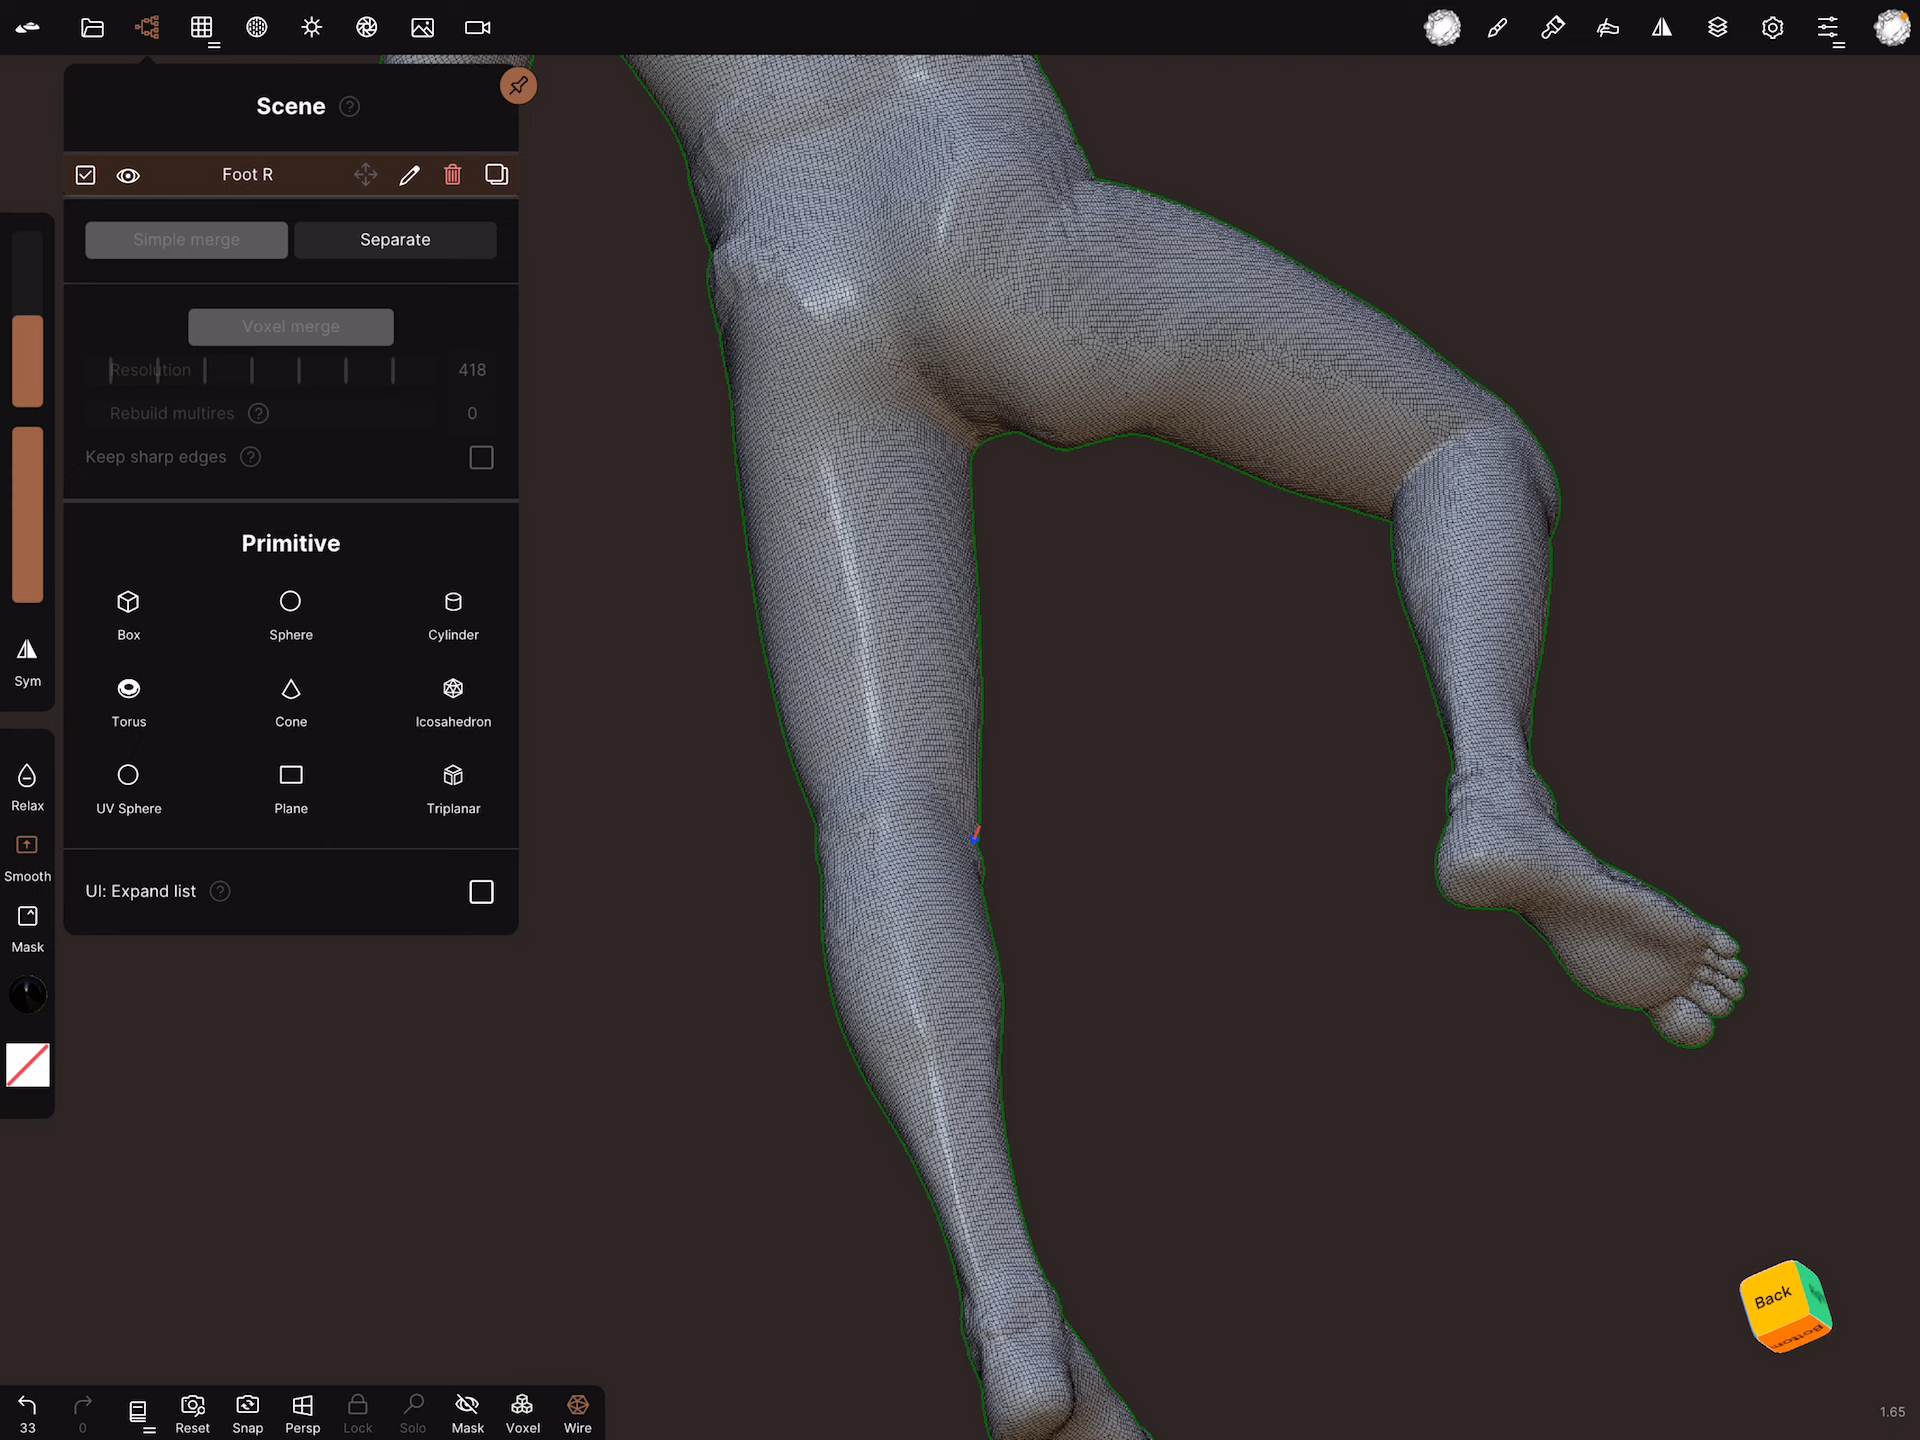 Scene
Foot R
Simple merge
Separate
Voxel merge
Resolution
418
Rebuild multires
0
Keep sharp edges
Primitive
Box
Sphere
Cylinder
Torus
Cone
Icosahedron
UV Sphere
Plane
Triplanar
UI: Expand list
Sym
Relax
Smooth
Mask
Back
Bottom
33
0
Reset
Snap
Persp
Lock
Solo
Mask
Voxel
Wire
1.65